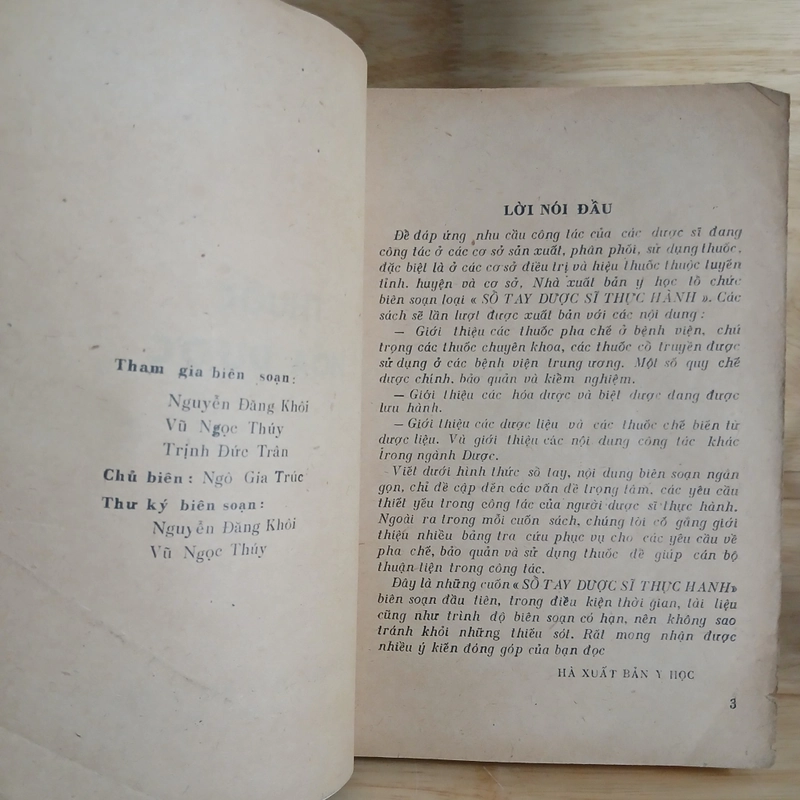 Tham gia biên soạn:
Nguyễn Đăng Khôi
Vũ Ngọc Thúy
Trịnh Đức Trân
Chủ biên: Ngô Gia Trúc
Thư ký biên soạn:
Nguyễn Đăng Khôi
Vũ Ngọc Thúy
LỜI NÓI ĐẦU
Để đáp ứng nhu cầu công tác của các dược sĩ đang
công tác ở các cơ sở sản xuất, phân phối, sử dụng thuốc,
đặc biệt là ở các cơ sở điều trị và hiệu thuốc thuộc tuyến
tỉnh. huyện và cơ sở, Nhà xuất bản y học tổ chức
biên soạn loại « SỔ TAY DƯỢC SĨ THỰC HÀNH ». Các
sách sẽ lần lượt được xuất bản với các nội dung :
— Giới thiệu các thuốc pha chế ở bệnh viện, chú
trọng các thuốc chuyên khoa, các thuốc cổ truyền được
sử dụng ở các bệnh viện trung ương. Một số quy chế
dược chính, bảo quản và kiểm nghiệm.
— Giới thiệu các hóa dược và biệt dược đang được
lưu hành.
— Giới thiệu các dược liệu và các thuốc chế biến từ
dược liệu. Và giới thiệu các nội dung công tác khác
trong ngành Dược.
Viết dưới hình thức sổ tay, nội dung biên soạn ngắn
gọn, chỉ đề cập đến các vấn đề trọng tâm, các yêu cầu
thiết yếu trong công tác của người dược sĩ thực hành.
Ngoài ra trong mỗi cuốn sách, chúng tôi cố gắng giới
thiệu nhiều bảng tra cứu phục vụ cho các yêu cầu về
pha chế, bảo quản và sử dụng thuốc để giúp cán bộ
thuận tiện trong công tác.
Đây là những cuốn « SỔ TAY DƯỢC SĨ THỰC HANH»
biên soạn đầu tiên, trong điều kiện thời gian, tài liệu
cũng như trình độ biên soạn có hạn, nên không sao
tránh khỏi những thiếu sót. Rất mong nhận được
nhiều ý kiến đóng góp của bạn đọc
HÀ XUẤT BẢN Y HỌC
3